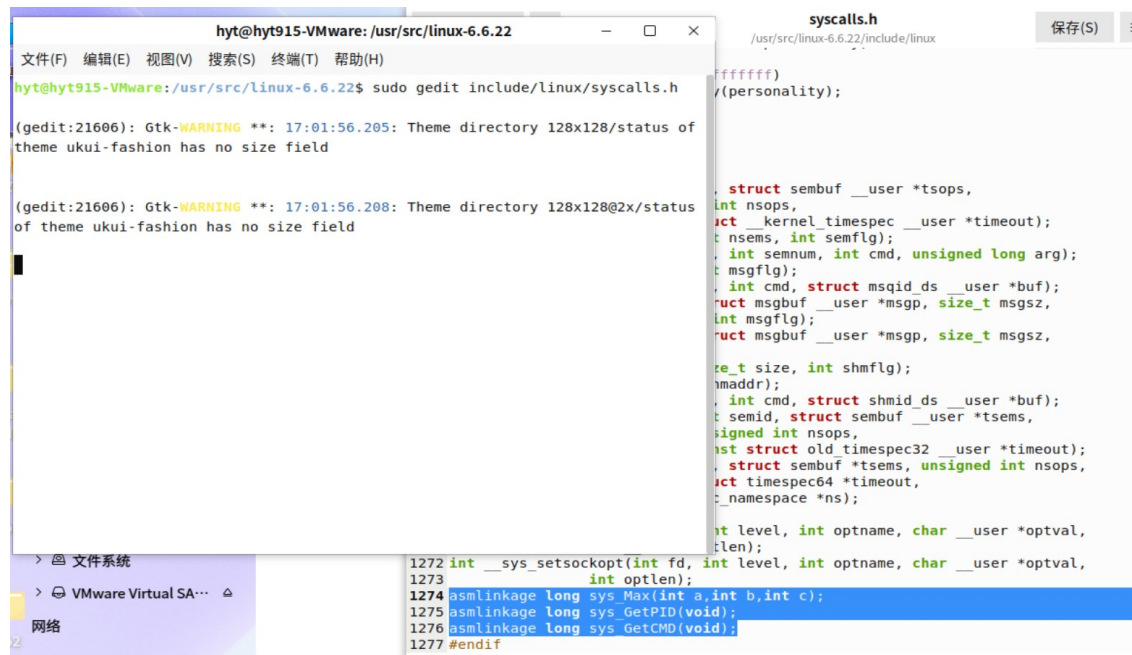 hyt@hyt915-VMware: /usr/src/linux-6.6.22
文件(F) 编辑(E) 视图(V) 搜索(S) 终端(T) 帮助(H)
hyt@hyt915-VMware:/usr/src/linux-6.6.22$ sudo gedit include/linux/syscalls.h
(gedit:21606): Gtk-WARNING **: 17:01:56.205: Theme directory 128x128/status of
theme ukui-fashion has no size field
(gedit:21606): Gtk-WARNING **: 17:01:56.208: Theme directory 128x128@2x/status
of theme ukui-fashion has no size field
文件系统
VMware Virtual SA…
网络
syscalls.h
/usr/src/linux-6.6.22/include/linux
保存(S)
fffffff)
y(personality);
, struct sembuf __user *tsops,
int nsops,
uct __kernel_timespec __user *timeout);
t nsems, int semflg);
, int semnum, int cmd, unsigned long arg);
t msgflg);
, int cmd, struct msqid_ds __user *buf);
ruct msgbuf __user *msgp, size_t msgsz,
int msgflg);
ruct msgbuf __user *msgp, size_t msgsz,
ze_t size, int shmflg);
hmaddr);
, int cmd, struct shmid_ds __user *buf);
t semid, struct sembuf __user *tsems,
signed int nsops,
nst struct old_timespec32 __user *timeout);
, struct sembuf *tsems, unsigned int nsops,
uct timespec64 *timeout,
c_namespace *ns);
nt level, int optname, char __user *optval,
tlen);
1272 int __sys_setsockopt(int fd, int level, int optname, char __user *optval,
1273 int optlen);
1274 asmlinkage long sys_Max(int a,int b,int c);
1275 asmlinkage long sys_GetPID(void);
1276 asmlinkage long sys_GetCMD(void);
1277 #endif